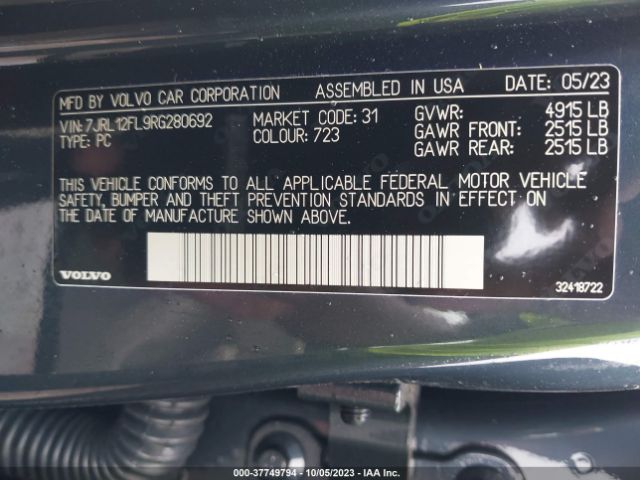 MFD BY VOLVO CAR CORPORATION ASSEMBLED IN USA DATE: 05/23
VIN: 7JRL12FL9RG280692 MARKET CODE: 31 GVWR: 4915 LB
TYPE: PC COLOUR: 723 GAWR FRONT: 2515 LB
GAWR REAR: 2515 LB
THIS VEHICLE CONFORMS TO ALL APPLICABLE FEDERAL MOTOR VEHICLE
SAFETY, BUMPER AND THEFT PREVENTION STANDARDS IN EFFECT ON
THE DATE OF MANUFACTURE SHOWN ABOVE.
VOLVO 32418722
000-37749794 - 10/05/2023 - IAA Inc.